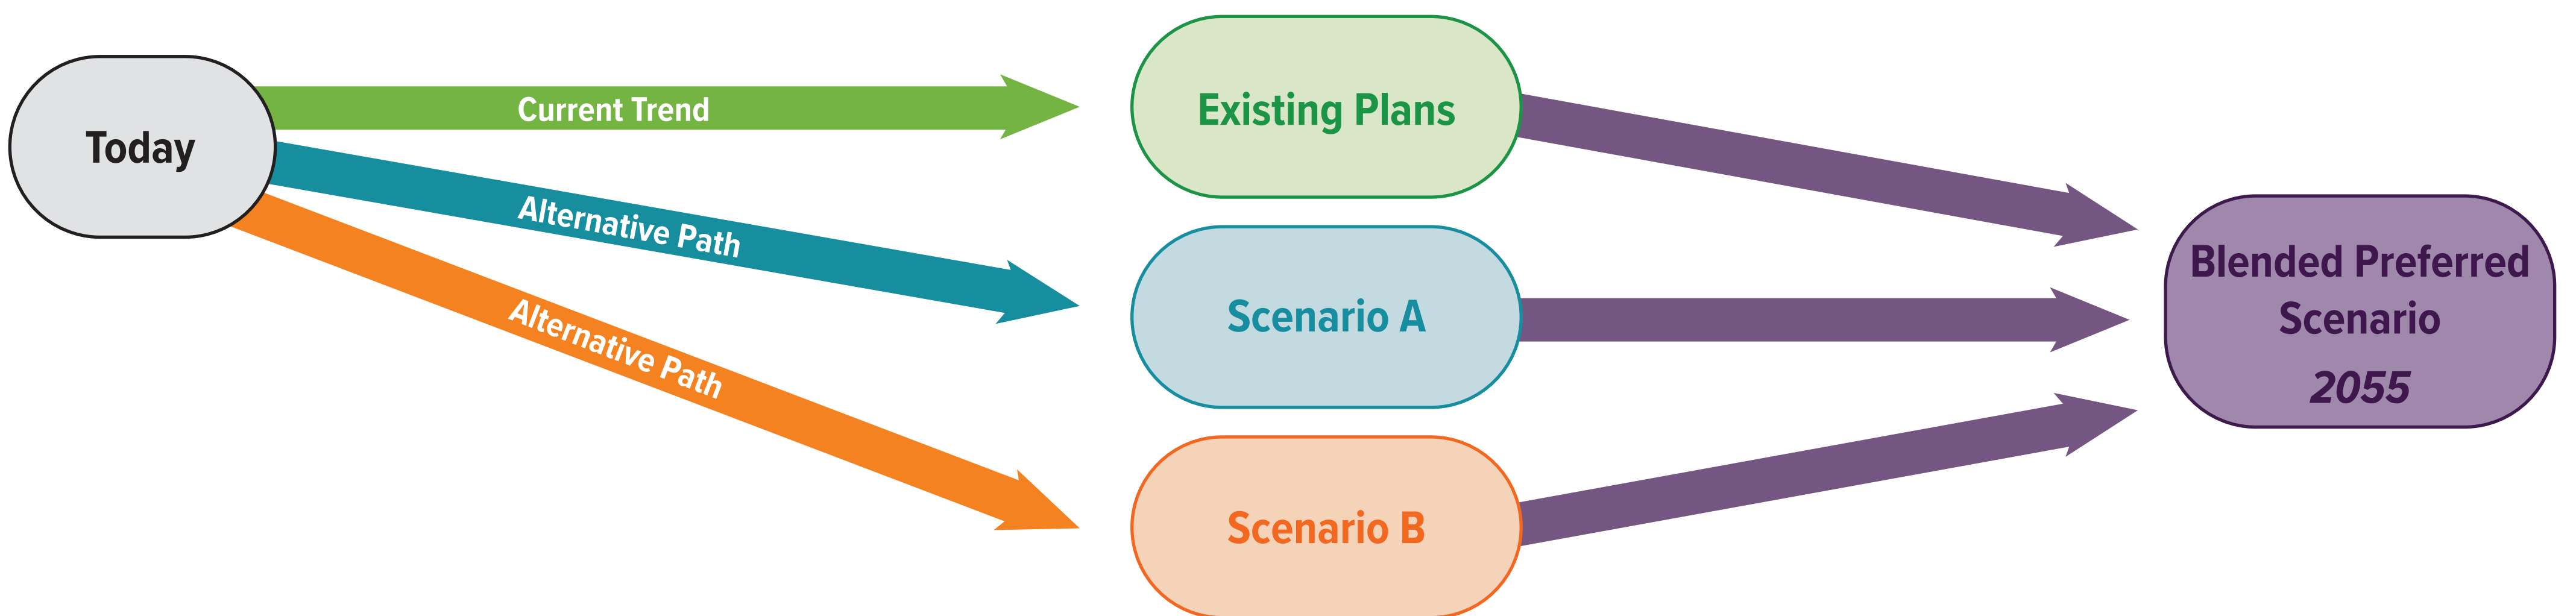 Today
Current Trend
Alternative Path
Alternative Path
Existing Plans
Scenario A
Scenario B
Blended Preferred
Scenario
2055